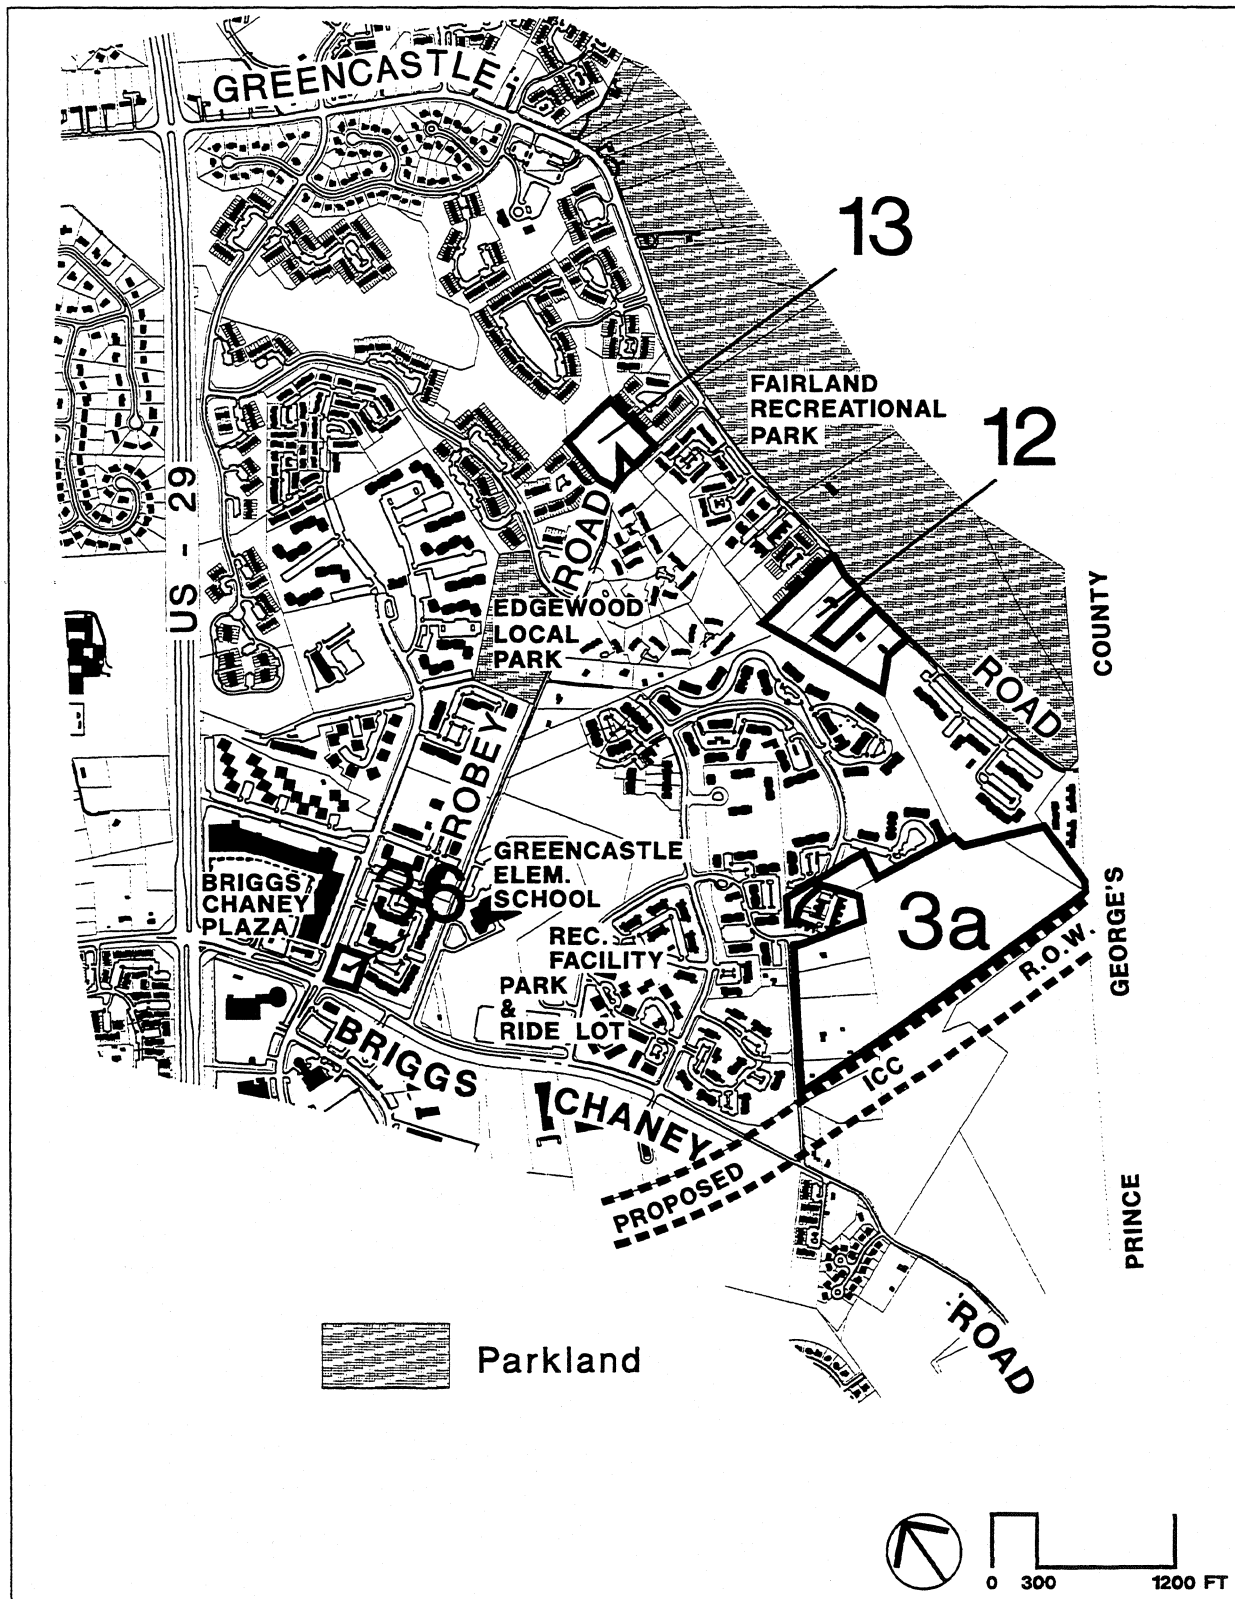 GREENCASTLE
13
FAIRLAND
RECREATIONAL
PARK
12
US - 29
ROAD
EDGEWOOD
LOCAL
PARK
COUNTY
ROAD
ROBEY
GREENCASTLE
ELEM.
SCHOOL
BRIGGS
CHANEY
PLAZA
36
3a
GEORGE'S
REC.
FACILITY
R.O.W.
PARK
&
RIDE LOT
BRIGGS
ICC
CHANEY
PROPOSED
PRINCE
ROAD
Parkland
0 300 1200 FT